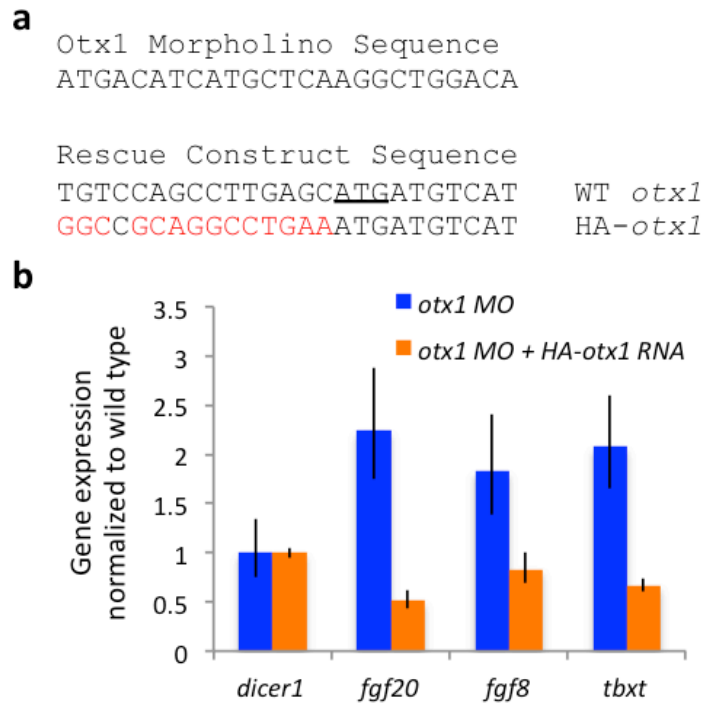 a
Otx1 Morpholino Sequence
ATGACATCATGCTCAAGGCTGGACA
Rescue Construct Sequence
TGTCCAGCCTTGAGCATGATGTCAT WT otx1
GGCCGCAGGCCTGAAATGATGTCAT HA-otx1
b
otx1 MO
otx1 MO + HA-otx1 RNA
Gene expression
normalized to wild type
3.5
3
2.5
2
1.5
1
0.5
0
dicer1 fgf20 fgf8 tbxt